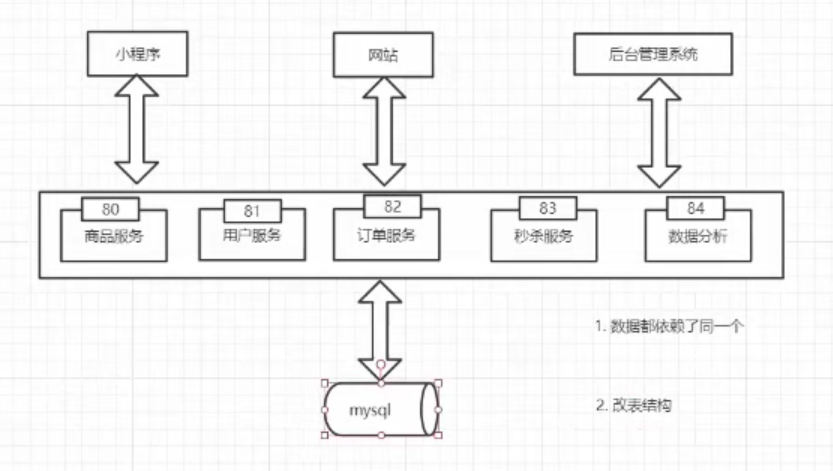 小程序
网站
后台管理系统
80
81
82
83
84
商品服务
用户服务
订单服务
秒杀服务
数据分析
1. 数据都依赖了同一个
mysql
2. 改表结构